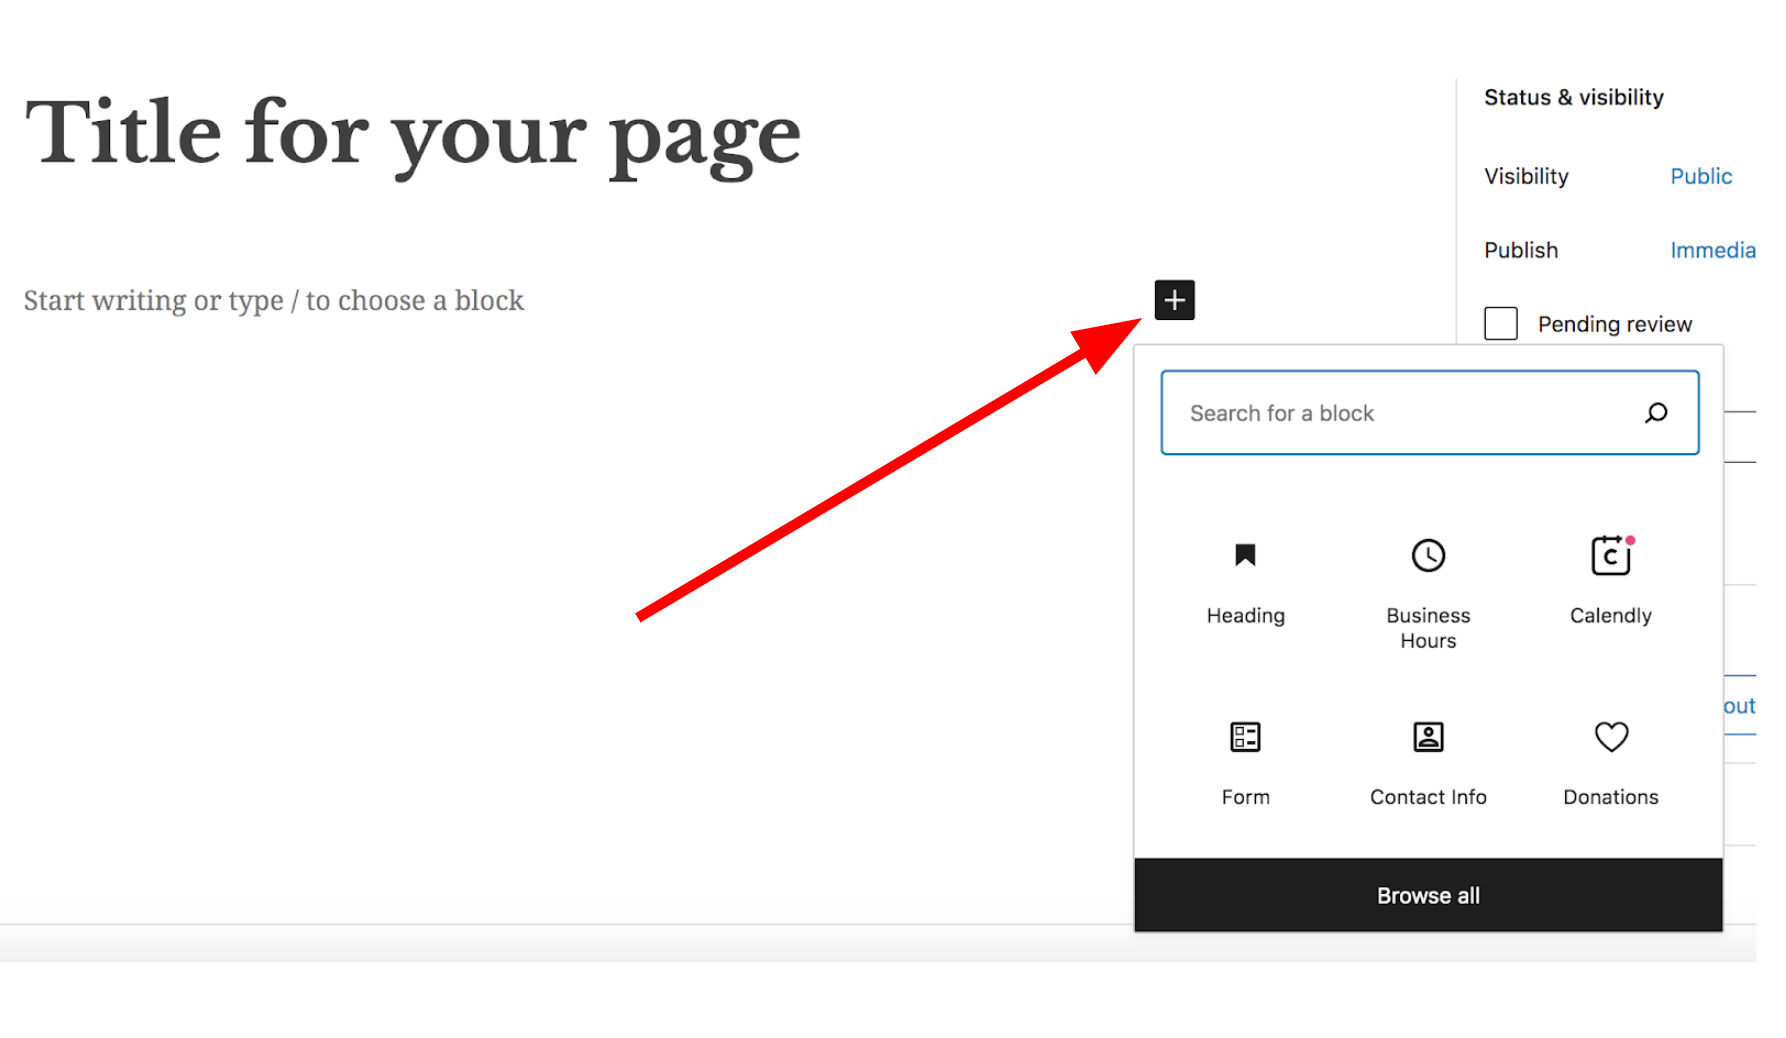 Title for your page
Start writing or type / to choose a block
Status & visibility
Visibility Public
Publish Immedia
Pending review
Search for a block
Heading
Business
Hours
Calendly
Form
Contact Info
Donations
out
Browse all